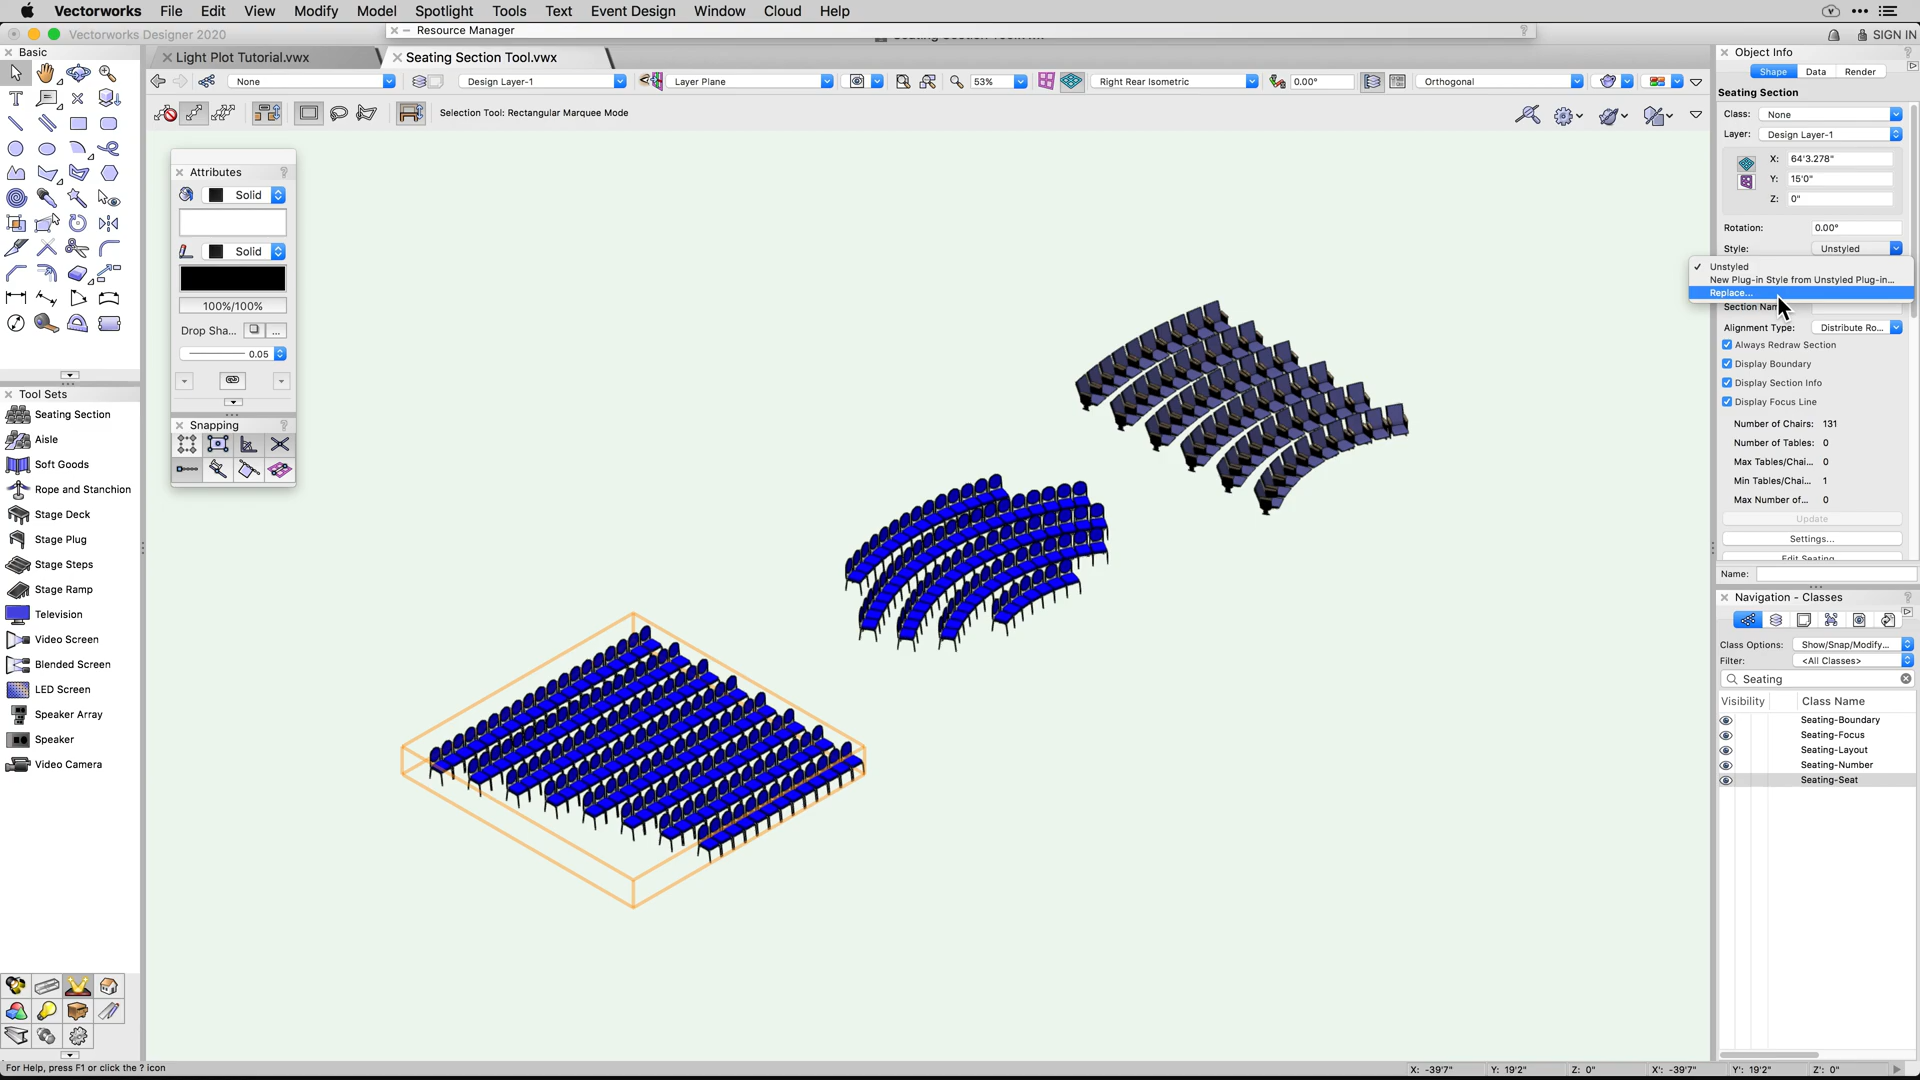 Vectorworks File Edit View Modify Model Spotlight Tools Text Event Design Window Cloud Help
Vectorworks Designer 2020
Resource Manager
SIGN IN
Light Plot Tutorial.vwx
Seating Section Tool.vwx
None
Design Layer-1
Layer Plane
53%
Right Rear Isometric
0.00°
Orthogonal
Selection Tool: Rectangular Marquee Mode
Basic
Tool Sets
Seating Section
Aisle
Soft Goods
Rope and Stanchion
Stage Deck
Stage Plug
Stage Steps
Stage Ramp
Television
Video Screen
Blended Screen
LED Screen
Speaker Array
Speaker
Video Camera
Attributes
Solid
Solid
100%/100%
Drop Sha...
...
0.05
Snapping
Object Info
Shape Data Render
Seating Section
Class: None
Layer: Design Layer-1
X: 64'3.278"
Y: 15'0"
Z: 0"
Rotation: 0.00°
Style: Unstyled
✓ Unstyled
New Plug-in Style from Unstyled Plug-in...
Replace...
Section
Alignment Type: Distribute Ro...
Always Redraw Section
Display Boundary
Display Section Info
Display Focus Line
Number of Chairs: 131
Number of Tables: 0
Max Tables/Chai... 0
Min Tables/Chai... 1
Max Number of... 0
Update
Settings...
Edit Seating
Name:
Navigation - Classes
Class Options: Show/Snap/Modify...
Filter: <All Classes>
Seating
Visibility Class Name
Seating-Boundary
Seating-Focus
Seating-Layout
Seating-Number
Seating-Seat
For Help, press F1 or click the ? icon
X: -39'7" Y: 19'2" Z: 0" X': -39'7" Y': 19'2" Z': 0"